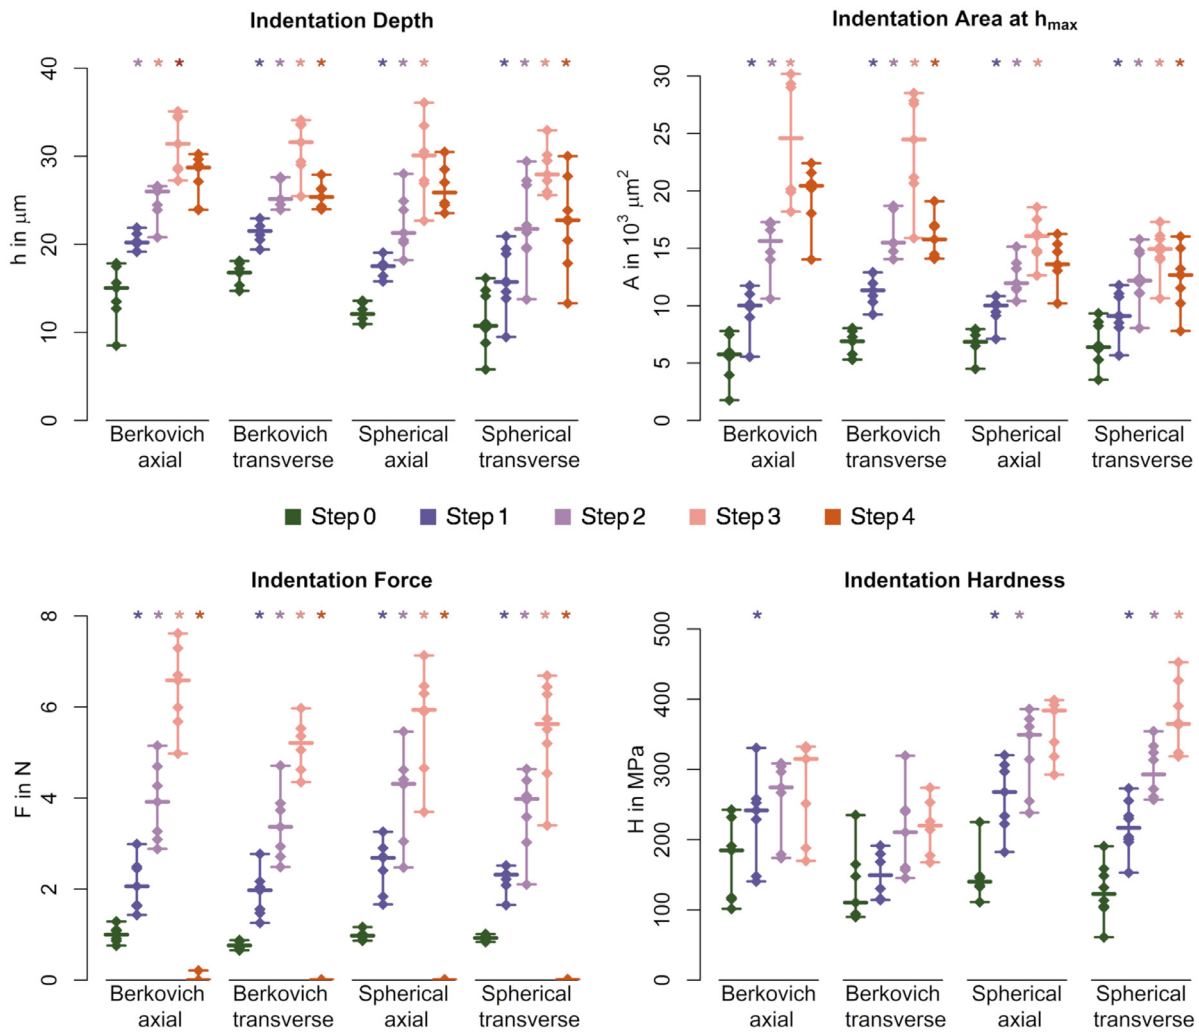 Indentation Depth
* * * * * * * * * * * * * * *
h in μm
40
30
20
10
0
Berkovich axial
Berkovich transverse
Spherical axial
Spherical transverse
Indentation Area at hmax
* * * * * * * * * * * * * *
A in 10³ μm²
30
25
20
15
10
5
0
Berkovich axial
Berkovich transverse
Spherical axial
Spherical transverse
Step 0 Step 1 Step 2 Step 3 Step 4
Indentation Force
* * * * * * * * * * * * * * * *
F in N
8
6
4
2
0
Berkovich axial
Berkovich transverse
Spherical axial
Spherical transverse
Indentation Hardness
* * * * * *
H in MPa
500
400
300
200
100
0
Berkovich axial
Berkovich transverse
Spherical axial
Spherical transverse